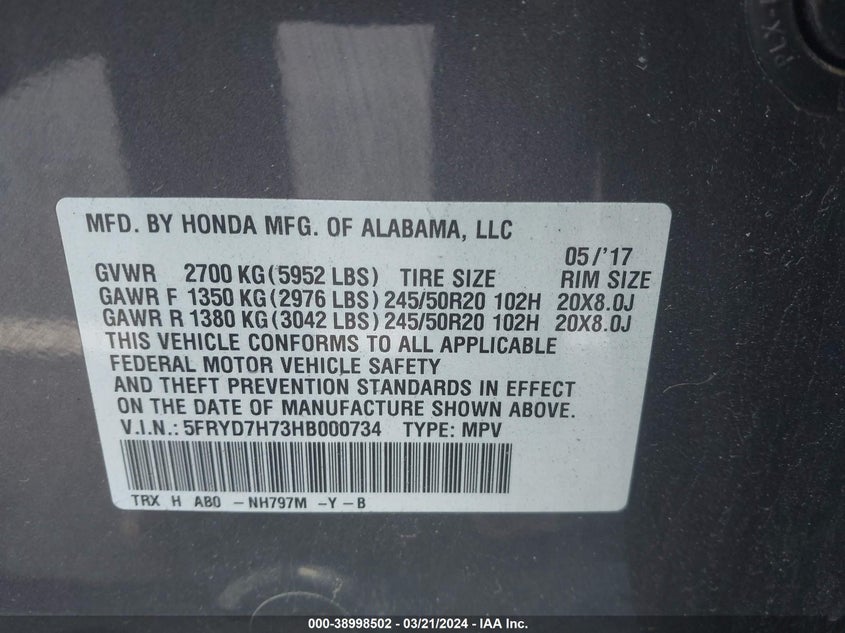 PLX-
MFD. BY HONDA MFG. OF ALABAMA, LLC
05/'17
GVWR 2700 KG(5952 LBS) TIRE SIZE RIM SIZE
GAWR F 1350 KG(2976 LBS) 245/50R20 102H 20X8.0J
GAWR R 1380 KG(3042 LBS) 245/50R20 102H 20X8.0J
THIS VEHICLE CONFORMS TO ALL APPLICABLE
FEDERAL MOTOR VEHICLE SAFETY
AND THEFT PREVENTION STANDARDS IN EFFECT
ON THE DATE OF MANUFACTURE SHOWN ABOVE.
V.I.N.: 5FRYD7H73HB000734 TYPE: MPV
TRX H AB0 -NH797M -Y-B
000-38998502 / 03/21/2024 / IAA Inc.